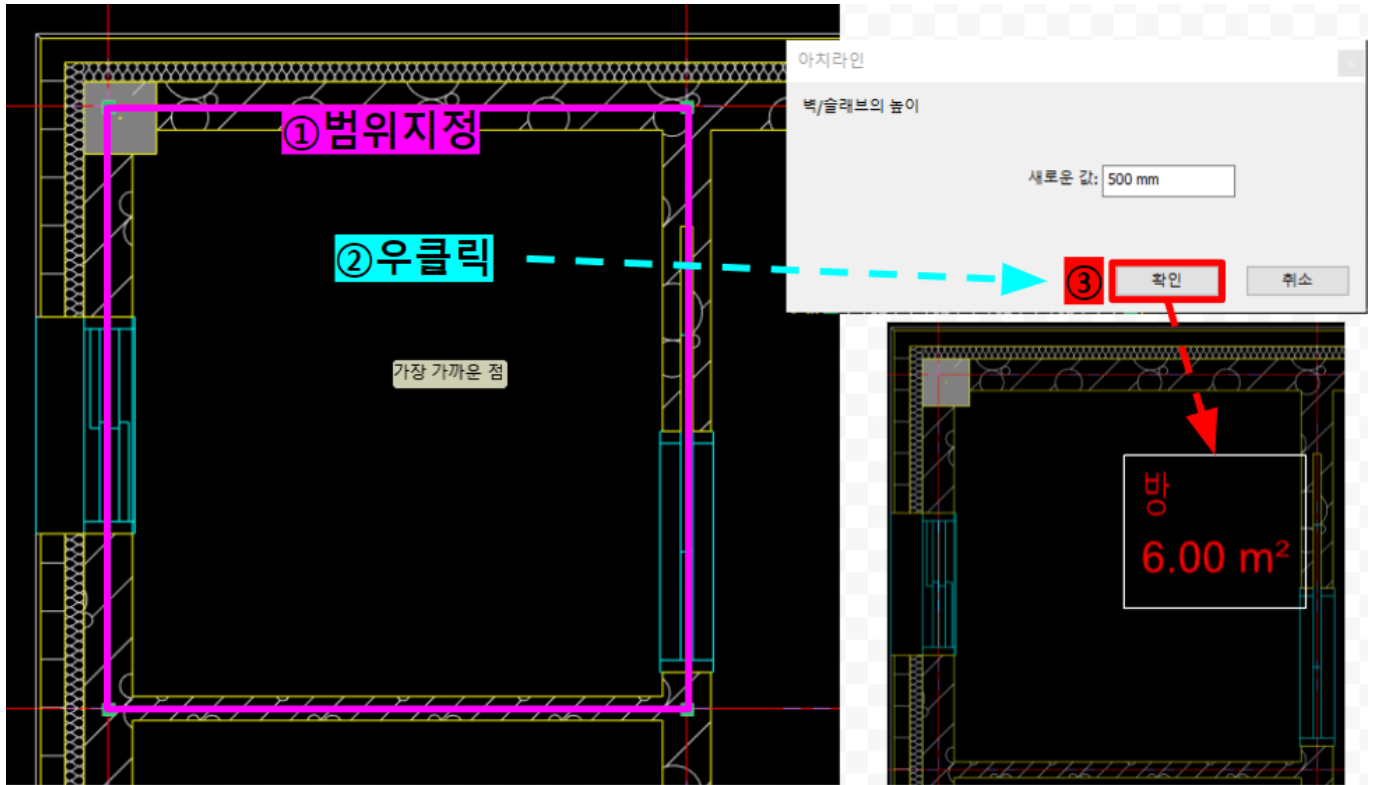 ①범위지정
②우클릭
가장 가까운 점
아치라인
벽/슬래브의 높이
새로운 값: 500 mm
③ 확인 취소
방
6.00 m²